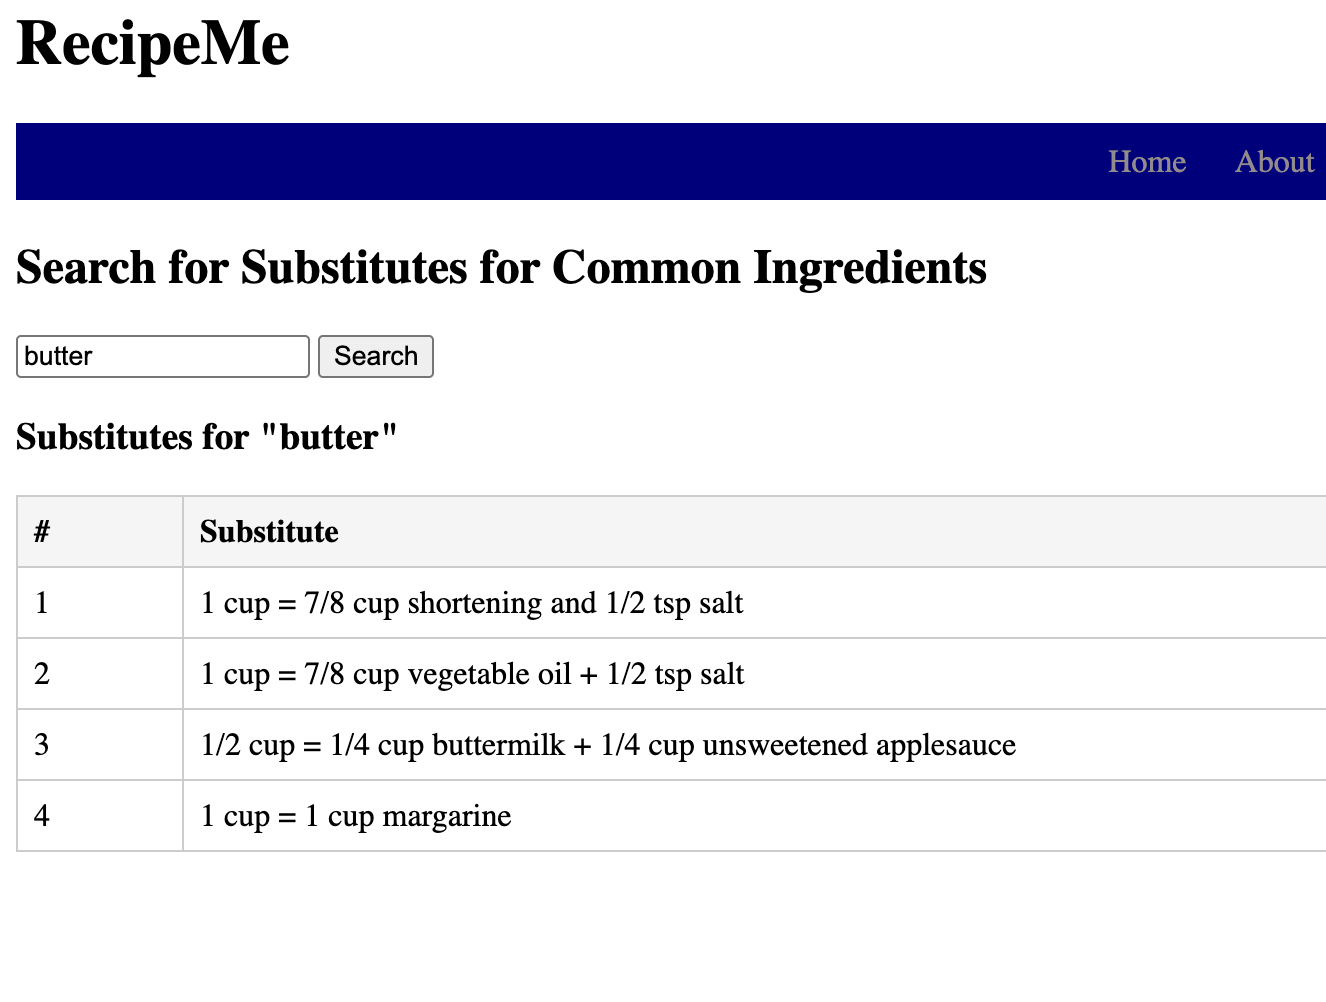 RecipeMe
Home About
Search for Substitutes for Common Ingredients
butter Search
Substitutes for "butter"
# Substitute
1 1 cup = 7/8 cup shortening and 1/2 tsp salt
2 1 cup = 7/8 cup vegetable oil + 1/2 tsp salt
3 1/2 cup = 1/4 cup buttermilk + 1/4 cup unsweetened applesauce
4 1 cup = 1 cup margarine